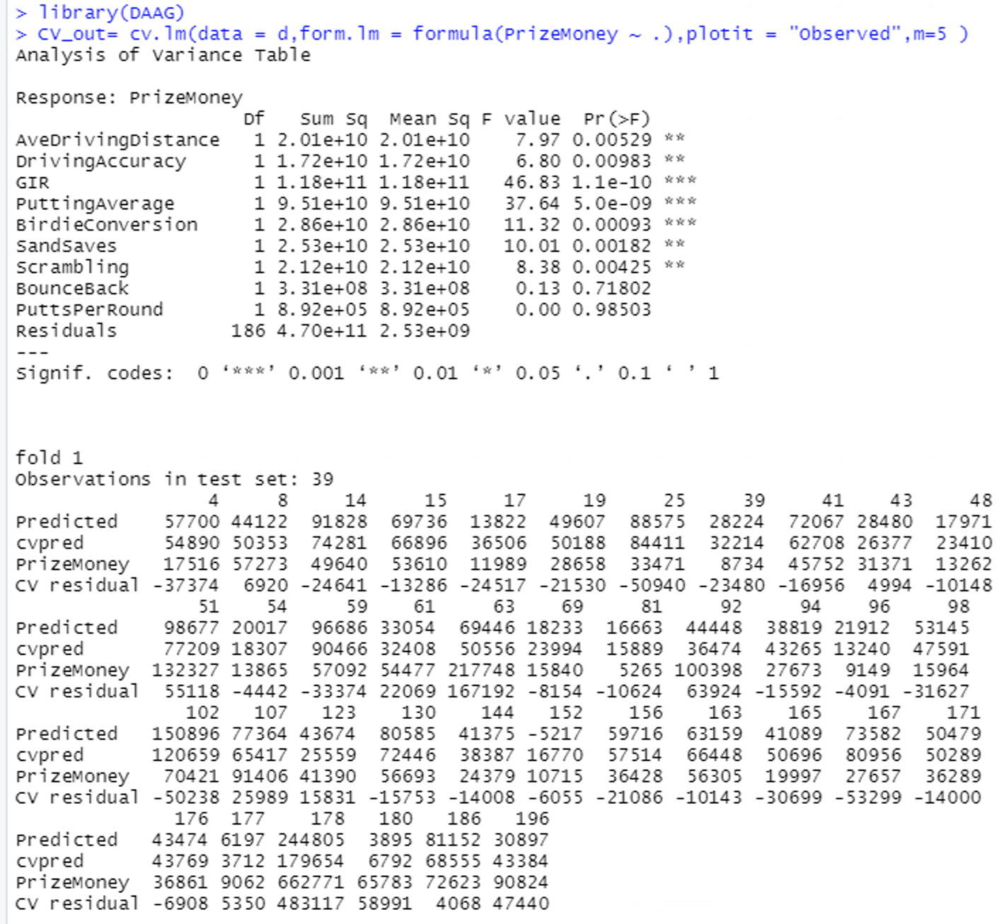 > library(DAAG)
> CV_out= cv.lm(data = d,form.lm = formula(PrizeMoney ~ .),plotit = "Observed",m=5 )
Analysis of Variance Table
Response: PrizeMoney
Df Sum Sq Mean Sq F value Pr(>F)
AveDrivingDistance 1 2.01e+10 2.01e+10 7.97 0.00529 **
DrivingAccuracy 1 1.72e+10 1.72e+10 6.80 0.00983 **
GIR 1 1.18e+11 1.18e+11 46.83 1.1e-10 ***
PuttingAverage 1 9.51e+10 9.51e+10 37.64 5.0e-09 ***
BirdieConversion 1 2.86e+10 2.86e+10 11.32 0.00093 ***
SandSaves 1 2.53e+10 2.53e+10 10.01 0.00182 **
Scrambling 1 2.12e+10 2.12e+10 8.38 0.00425 **
BounceBack 1 3.31e+08 3.31e+08 0.13 0.71802
PuttsPerRound 1 8.92e+05 8.92e+05 0.00 0.98503
Residuals 186 4.70e+11 2.53e+09
---
Signif. codes: 0 ‘***’ 0.001 ‘**’ 0.01 ‘*’ 0.05 ‘.’ 0.1 ‘ ’ 1
fold 1
Observations in test set: 39
4 8 14 15 17 19 25 39 41 43 48
Predicted 57700 44122 91828 69736 13822 49607 88575 28224 72067 28480 17971
cvpred 54890 50353 74281 66896 36506 50188 84411 32214 62708 26377 23410
PrizeMoney 17516 57273 49640 53610 11989 28658 33471 8734 45752 31371 13262
CV residual -37374 6920 -24641 -13286 -24517 -21530 -50940 -23480 -16956 4994 -10148
51 54 59 61 63 69 81 92 94 96 98
Predicted 98677 20017 96686 33054 69446 18233 16663 44448 38819 21912 53145
cvpred 77209 18307 90466 32408 50556 23994 15889 36474 43265 13240 47591
PrizeMoney 132327 13865 57092 54477 217748 15840 5265 100398 27673 9149 15964
CV residual 55118 -4442 -33374 22069 167192 -8154 -10624 63924 -15592 -4091 -31627
102 107 123 130 144 152 156 163 165 167 171
Predicted 150896 77364 43674 80585 41375 -5217 59716 63159 41089 73582 50479
cvpred 120659 65417 25559 72446 38387 16770 57514 66448 50696 80956 50289
PrizeMoney 70421 91406 41390 56693 24379 10715 36428 56305 19997 27657 36289
CV residual -50238 25989 15831 -15753 -14008 -6055 -21086 -10143 -30699 -53299 -14000
176 177 178 180 186 196
Predicted 43474 6197 244805 3895 81152 30897
cvpred 43769 3712 179654 6792 68555 43384
PrizeMoney 36861 9062 662771 65783 72623 90824
CV residual -6908 5350 483117 58991 4068 47440